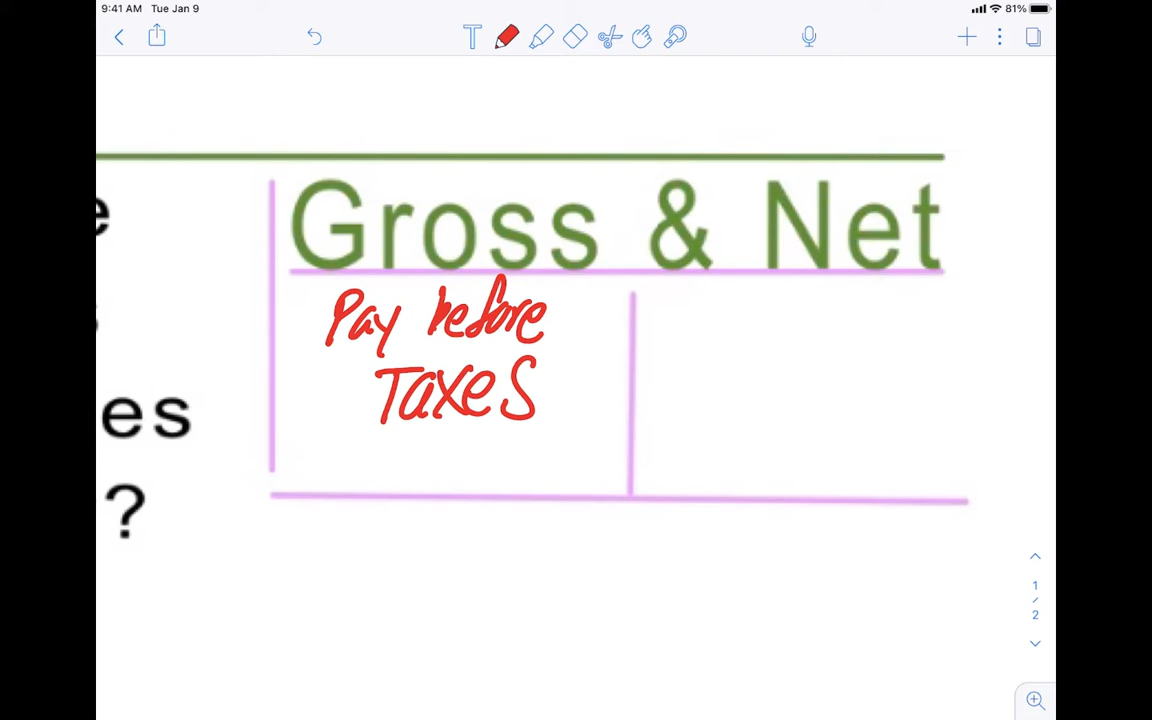 9:41 AM Tue Jan 9
81%
T
Gross & Net
Pay before
Taxes
es
?
1
/
2